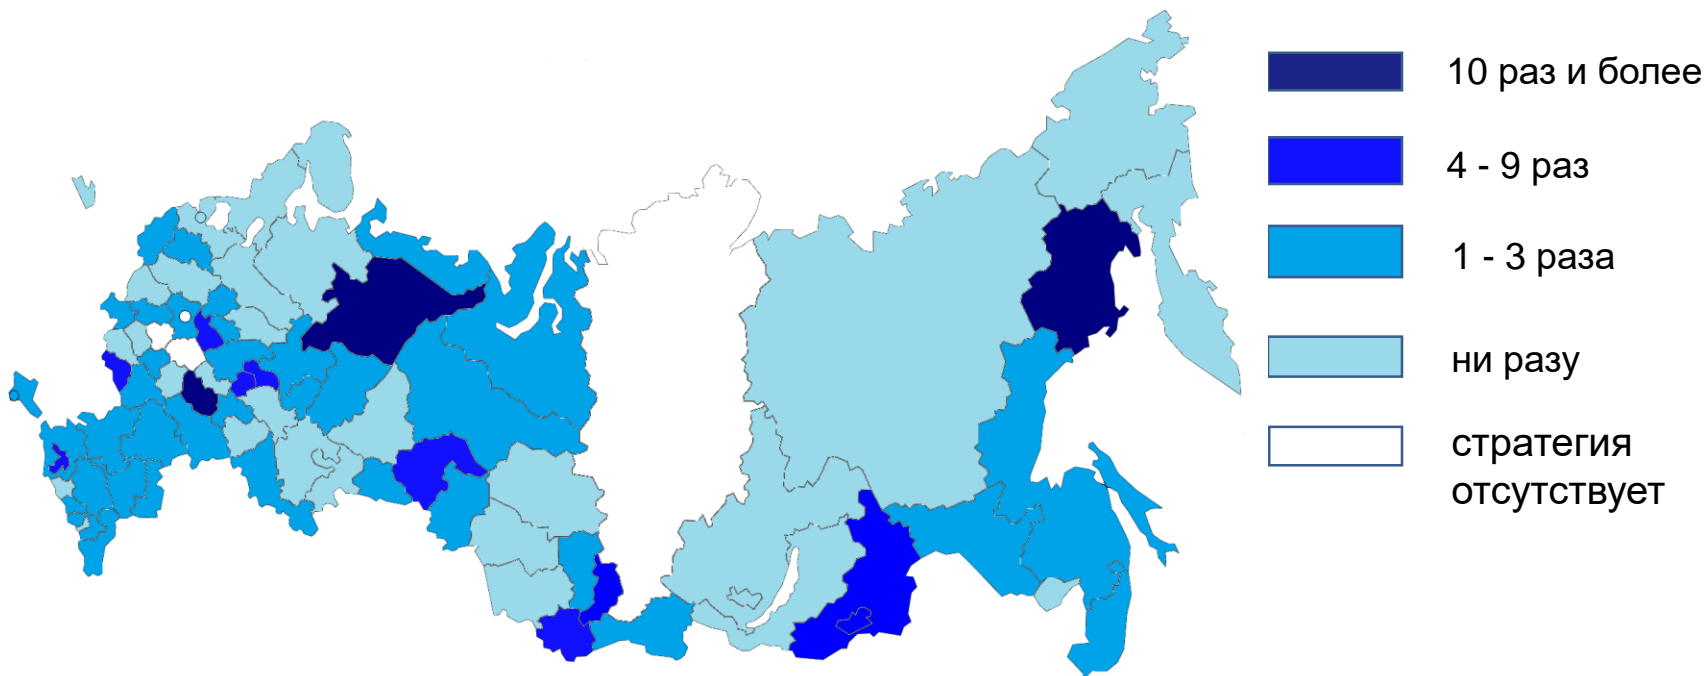 10 раз и более
4 - 9 раз
1 - 3 раза
ни разу
стратегия
отсутствует